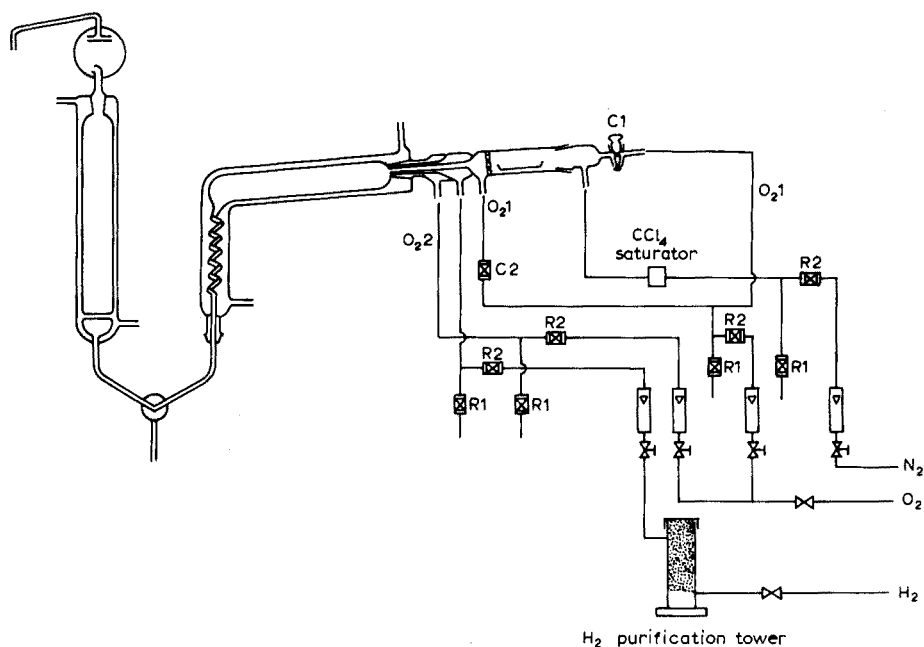 C1
O₂1
O₂1
O₂2
CCl₄
saturator
C2
R2
R2
R2
R2
R1
R1
R1
R1
N₂
O₂
H₂
H₂ purification tower